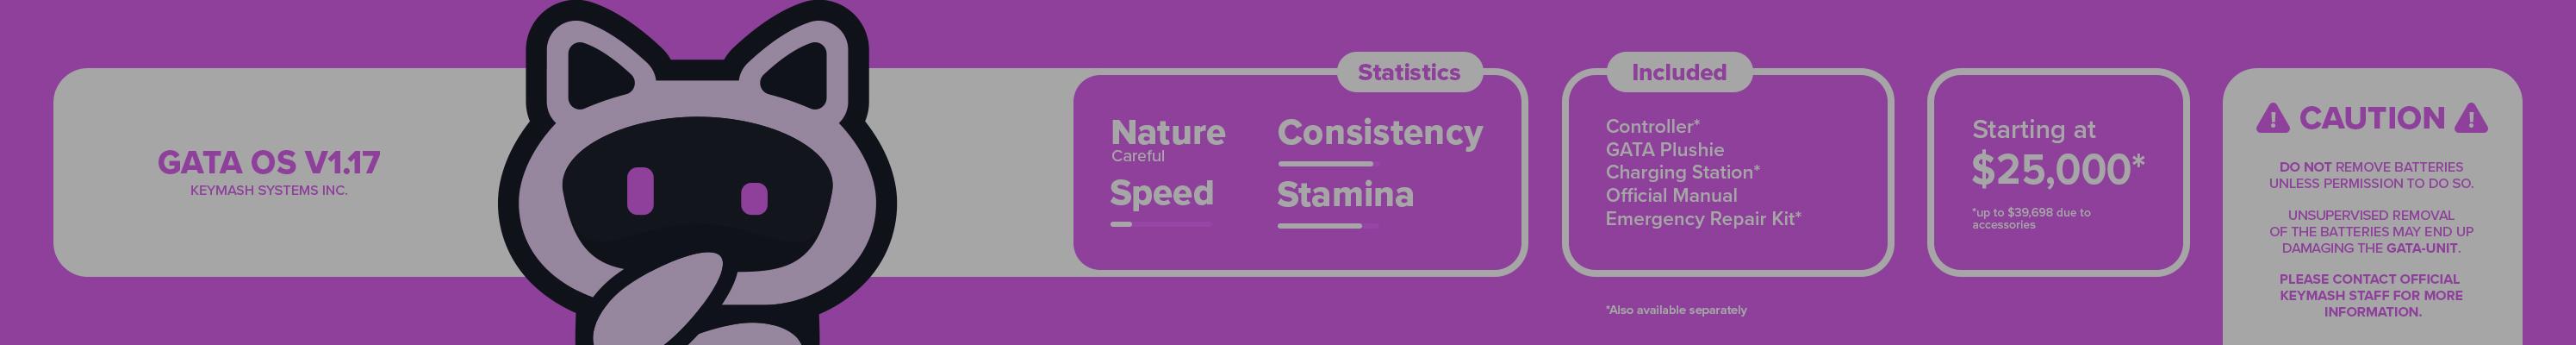 GATA OS V1.17
KEYMASH SYSTEMS INC.
Statistics
Nature
Careful
Speed
Consistency
Stamina
Included
Controller*
GATA Plushie
Charging Station*
Official Manual
Emergency Repair Kit*
*Also available separately
Starting at
$25,000*
*up to $39,698 due to
accessories
CAUTION
DO NOT REMOVE BATTERIES
UNLESS PERMISSION TO DO SO.
UNSUPERVISED REMOVAL
OF THE BATTERIES MAY END UP
DAMAGING THE GATA-UNIT.
PLEASE CONTACT OFFICIAL
KEYMASH STAFF FOR MORE
INFORMATION.